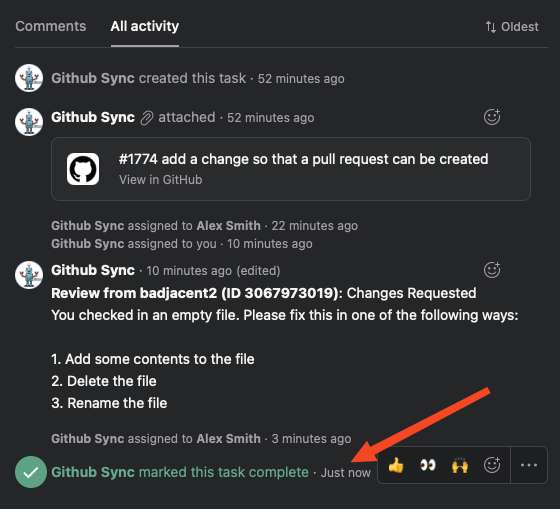 Comments All activity Oldest
Github Sync created this task · 52 minutes ago
Github Sync attached · 52 minutes ago
#1774 add a change so that a pull request can be created
View in GitHub
Github Sync assigned to Alex Smith · 22 minutes ago
Github Sync assigned to you · 10 minutes ago
Github Sync · 10 minutes ago (edited)
Review from badjacent2 (ID 3067973019): Changes Requested
You checked in an empty file. Please fix this in one of the following ways:
1. Add some contents to the file
2. Delete the file
3. Rename the file
Github Sync assigned to Alex Smith · 3 minutes ago
Github Sync marked this task complete · Just now